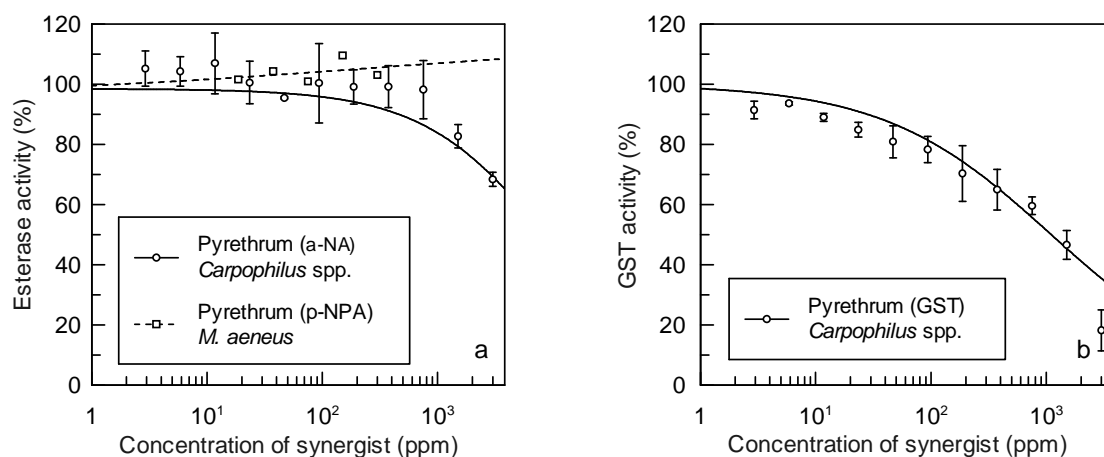 120
100
80
60
40
20
0
Esterase activity (%)
Pyrethrum (a-NA)
Carpophilus spp.
Pyrethrum (p-NPA)
M. aeneus
a
1 10¹ 10² 10³
Concentration of synergist (ppm)
120
100
80
60
40
20
0
GST activity (%)
Pyrethrum (GST)
Carpophilus spp.
b
1 10¹ 10² 10³
Concentration of synergist (ppm)